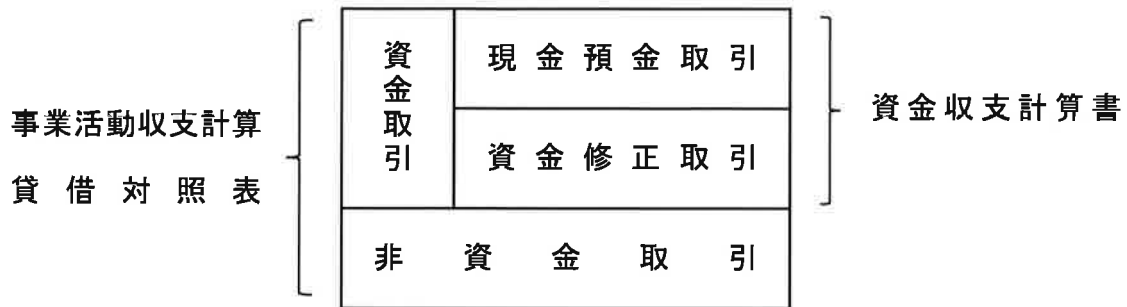 事業活動収支計算
貸借対照表
資金取引
現金預金取引
資金修正取引
非資金取引
資金収支計算書